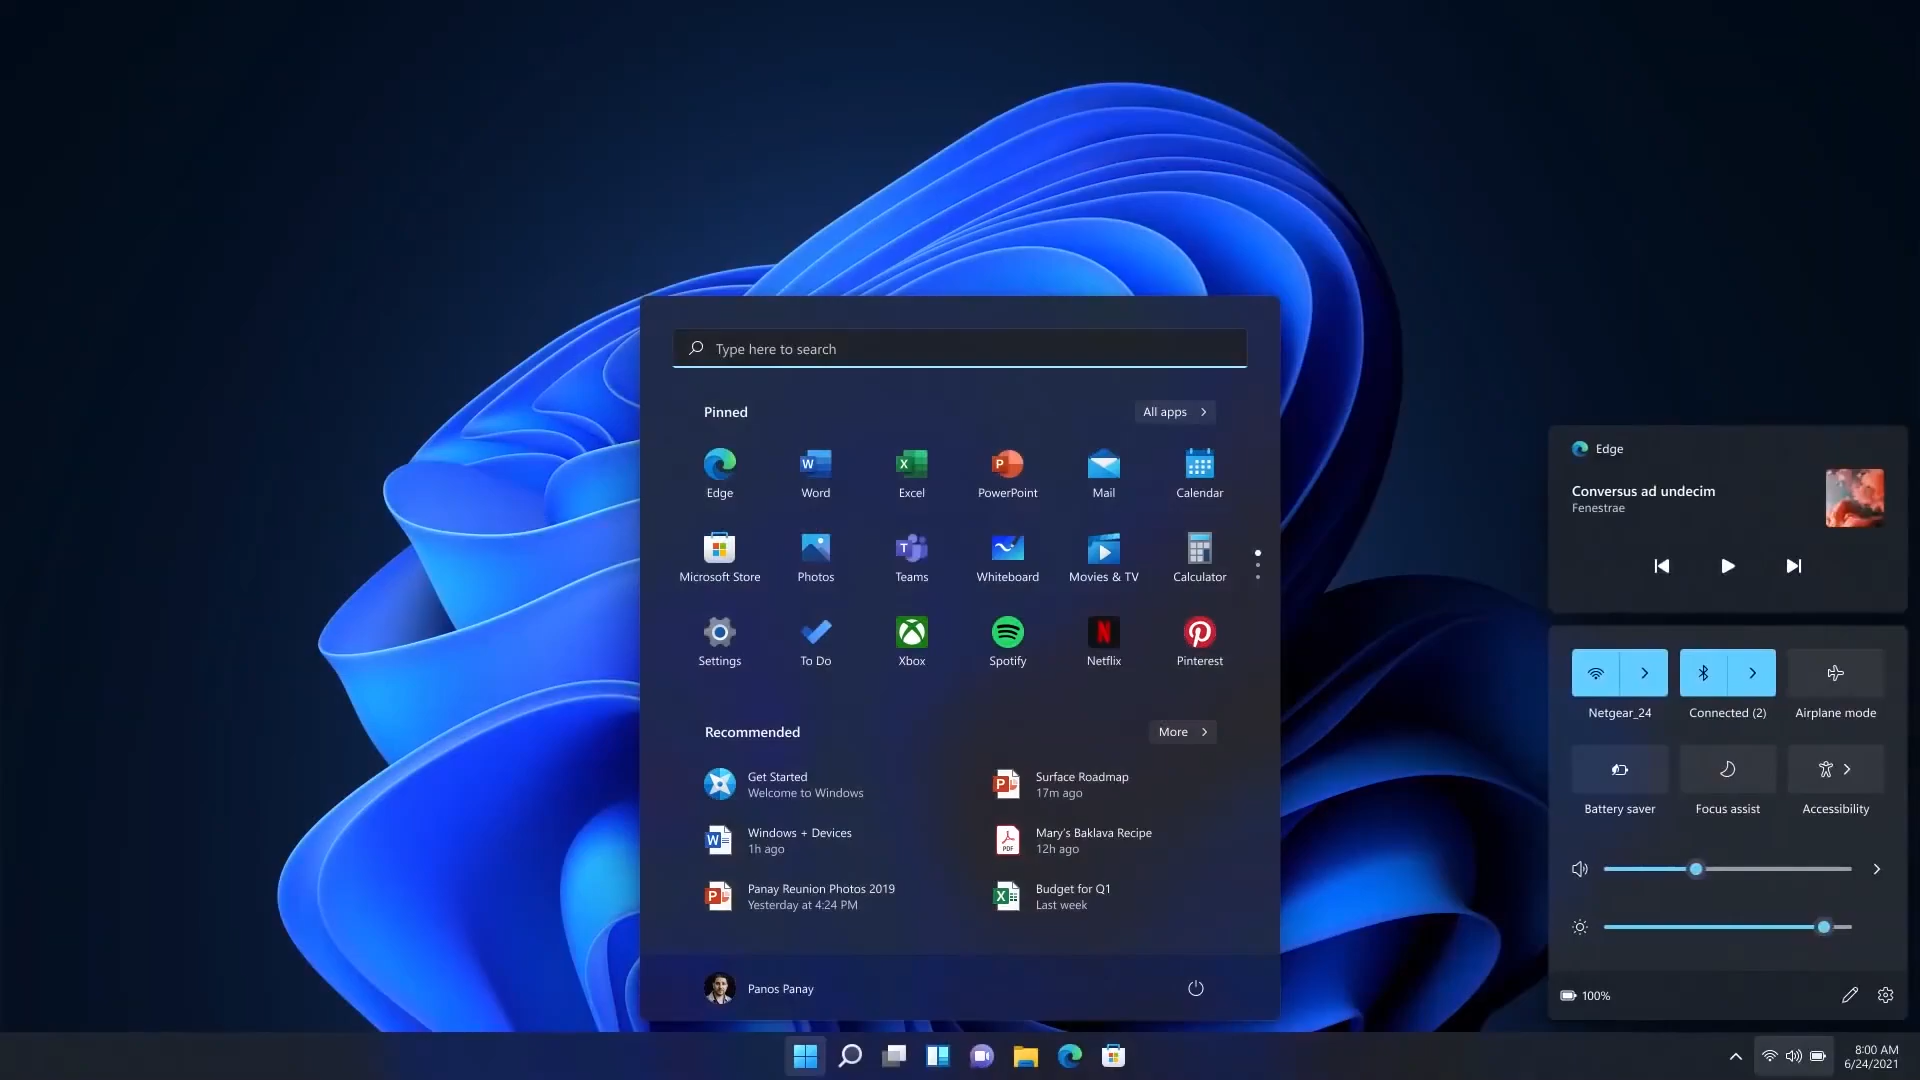 Type here to search
Pinned
All apps
Edge
Word
Excel
PowerPoint
Mail
Calendar
Microsoft Store
Photos
Teams
Whiteboard
Movies & TV
Calculator
Settings
To Do
Xbox
Spotify
Netflix
Pinterest
Recommended
More
Get Started
Welcome to Windows
Surface Roadmap
17m ago
Windows + Devices
1h ago
Mary's Baklava Recipe
12h ago
Panay Reunion Photos 2019
Yesterday at 4:24 PM
Budget for Q1
Last week
Panos Panay
Edge
Conversus ad undecim
Fenestrae
Netgear_24
Connected (2)
Airplane mode
Battery saver
Focus assist
Accessibility
100%
8:00 AM
6/24/2021